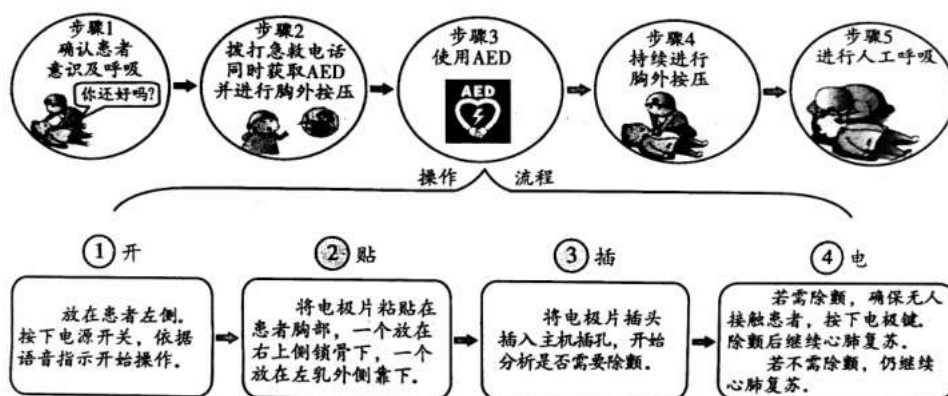 步骤1
确认患者
意识及呼吸
你还好吗?
步骤2
拨打急救电话
同时获取AED
并进行胸外按压
步骤3
使用AED
AED
步骤4
持续进行
胸外按压
步骤5
进行人工呼吸
操作 流程
①开
放在患者左侧.
按下电源开关,依据
语音指示开始操作.
②贴
将电极片粘贴在
患者胸部,一个放在
右上侧锁骨下,一个
放在左乳外侧靠下.
③插
将电极片插头
插入主机插孔,开始
分析是否需要除颤.
④电
若需除颤,确保无人
接触患者,按下电极键.
除颤后继续心肺复苏.
若不需除颤,仍继续
心肺复苏.